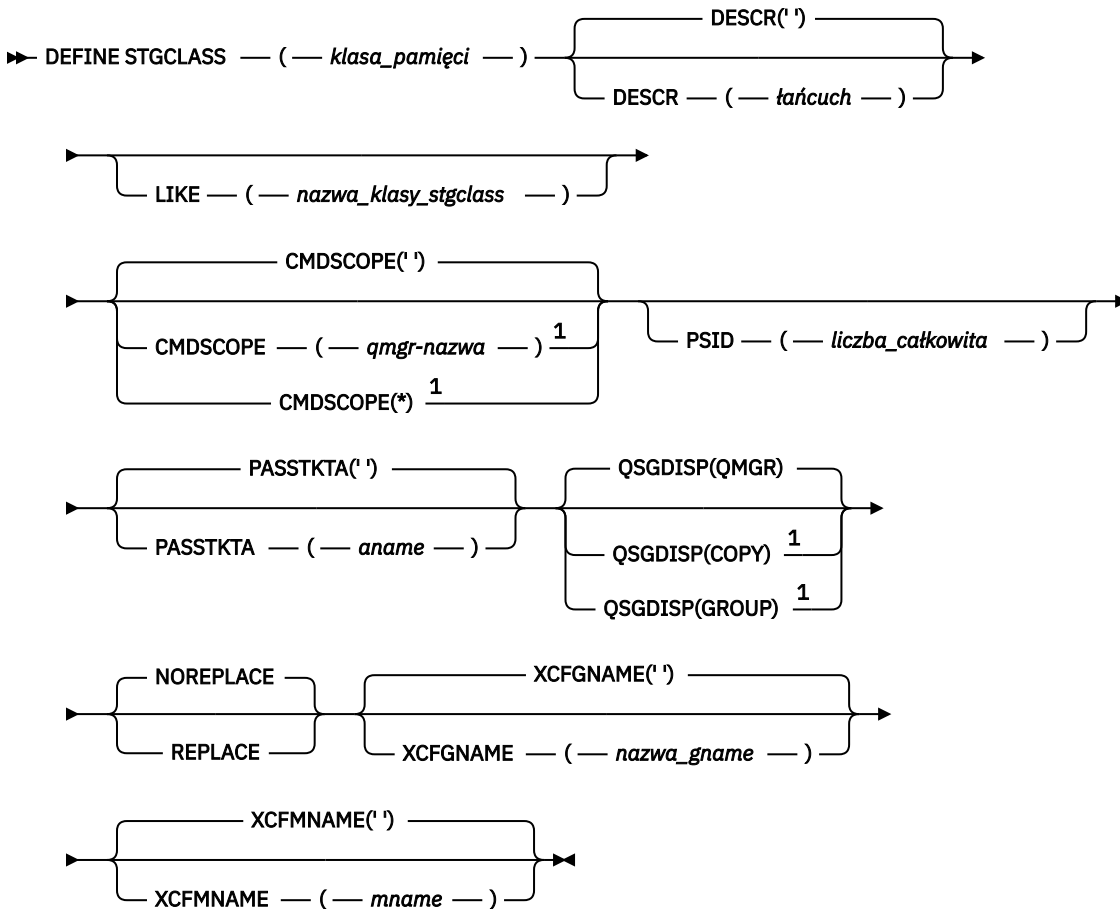 DESCR(' ')
DEFINE STGCLASS ( klasa_pamięci )
DESCR ( łańcuch )
LIKE ( nazwa_klasy_stgclass )
CMDSCOPE(' ')
CMDSCOPE ( qmgr-nazwa ) 1
PSID ( liczba_całkowita )
CMDSCOPE(*) 1
PASSTKTA(' ')
PASSTKTA ( aname )
QSGDISP(QMGR)
QSGDISP(COPY) 1
QSGDISP(GROUP) 1
NOREPLACE
REPLACE
XCFGNAME(' ')
XCFGNAME ( nazwa_gname )
XCFMNAME(' ')
XCFMNAME ( mname )